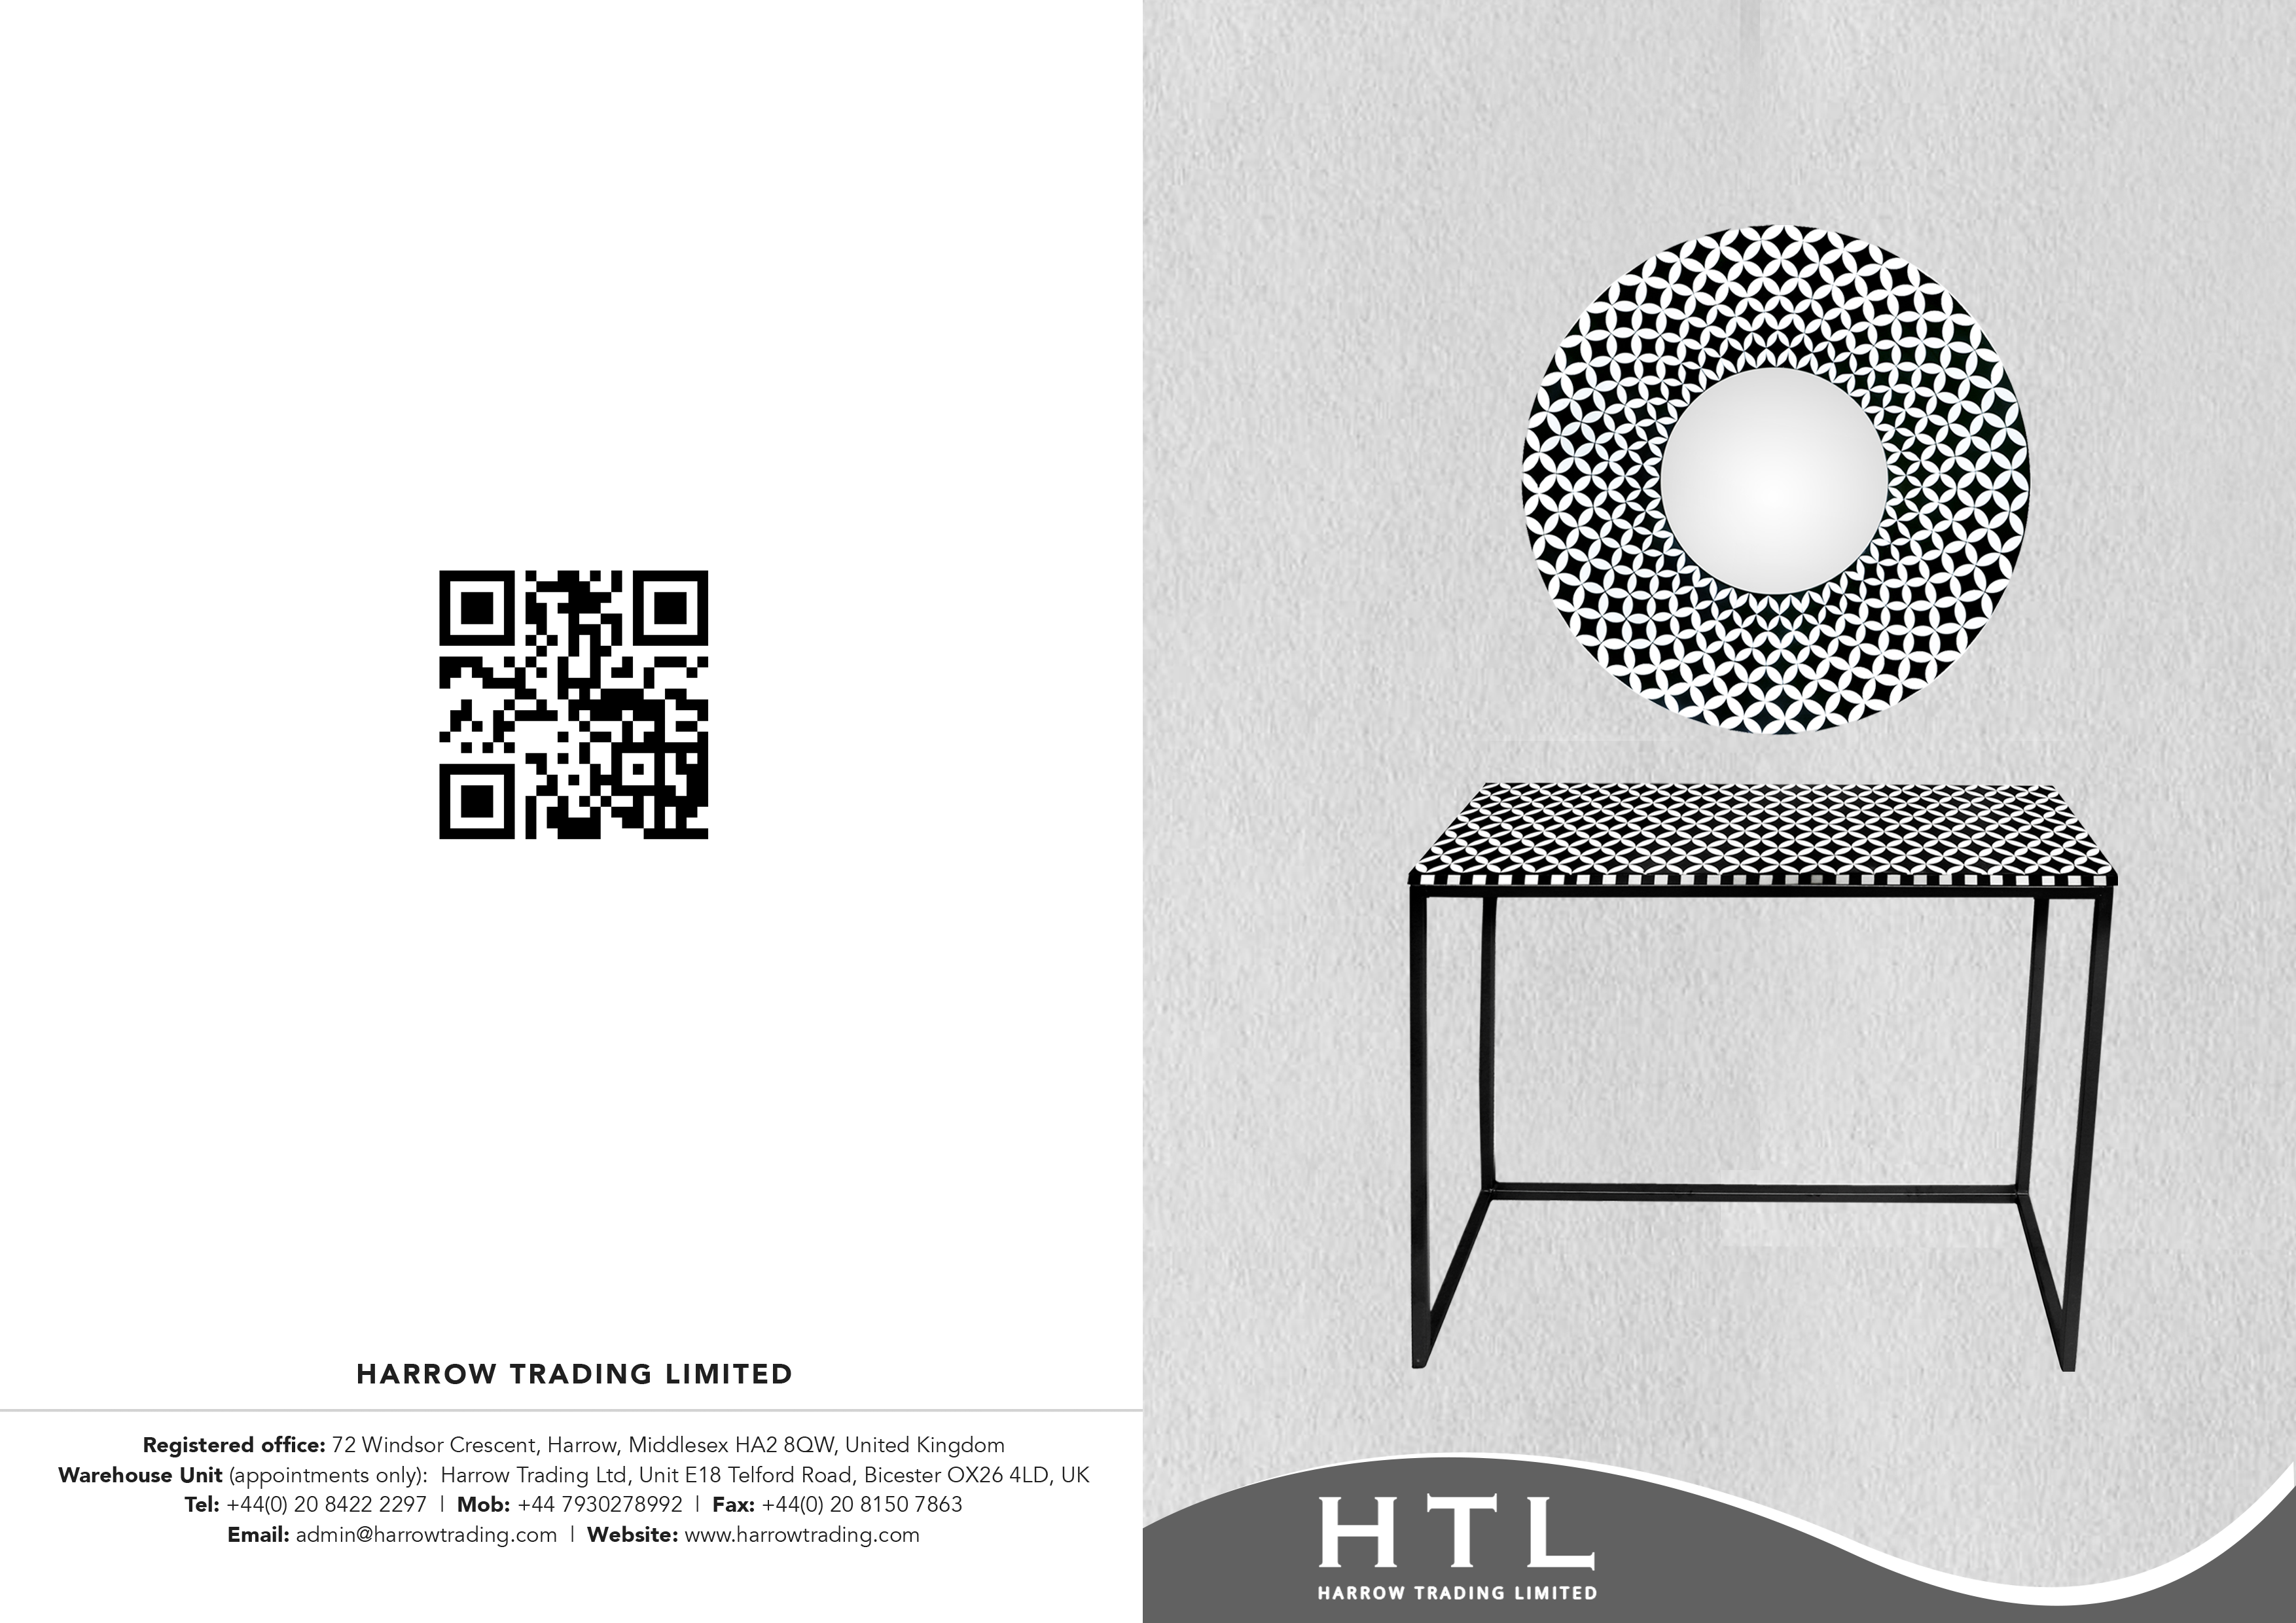 HARROW TRADING LIMITED
Registered office: 72 Windsor Crescent, Harrow, Middlesex HA2 8QW, United Kingdom
Warehouse Unit (appointments only): Harrow Trading Ltd, Unit E18 Telford Road, Bicester OX26 4LD, UK
Tel: +44(0) 20 8422 2297 | Mob: +44 7930278992 | Fax: +44(0) 20 8150 7863
Email: admin@harrowtrading.com | Website: www.harrowtrading.com
HTL
HARROW TRADING LIMITED